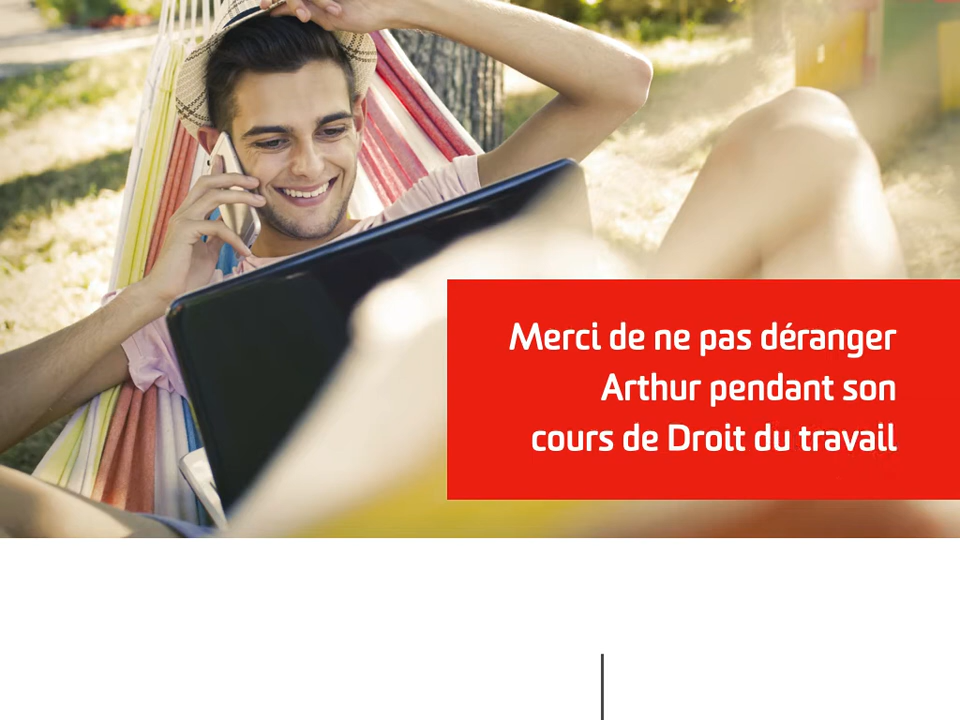 Merci de ne pas déranger
Arthur pendant son
cours de Droit du travail